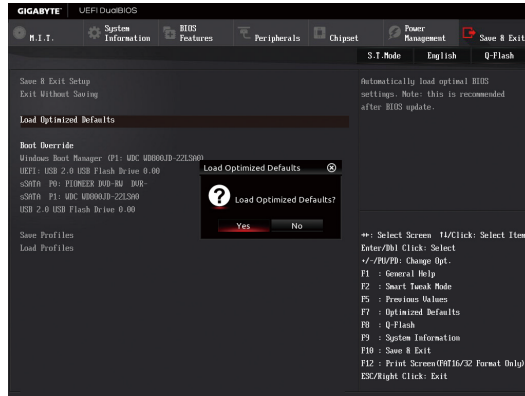 GIGABYTE™ UEFI DualBIOS
M.I.T.
System Information
BIOS Features
Peripherals
Chipset
Power Management
Save & Exit
S.T.Mode English Q-Flash
Save & Exit Setup
Exit Without Saving
Load Optimized Defaults
Boot Override
Windows Boot Manager (P1: WDC WD800JD-22LSA0)
UEFI: USB 2.0 USB Flash Drive 0.00
sSATA P0: PIONEER DVD-RW DVR-
sSATA P1: WDC WD800JD-22LSA0
USB 2.0 USB Flash Drive 0.00
Save Profiles
Load Profiles
Load Optimized Defaults
Load Optimized Defaults?
Yes No
Automatically load optimal BIOS
settings. Note: this is recommended
after BIOS update.
↔: Select Screen ↑↓/Click: Select Item
Enter/Dbl Click: Select
+/-/PU/PD: Change Opt.
F1 : General Help
F2 : Smart Tweak Mode
F5 : Previous Values
F7 : Optimized Defaults
F8 : Q-Flash
F9 : System Information
F10 : Save & Exit
F12 : Print Screen(FAT16/32 Format Only)
ESC/Right Click: Exit